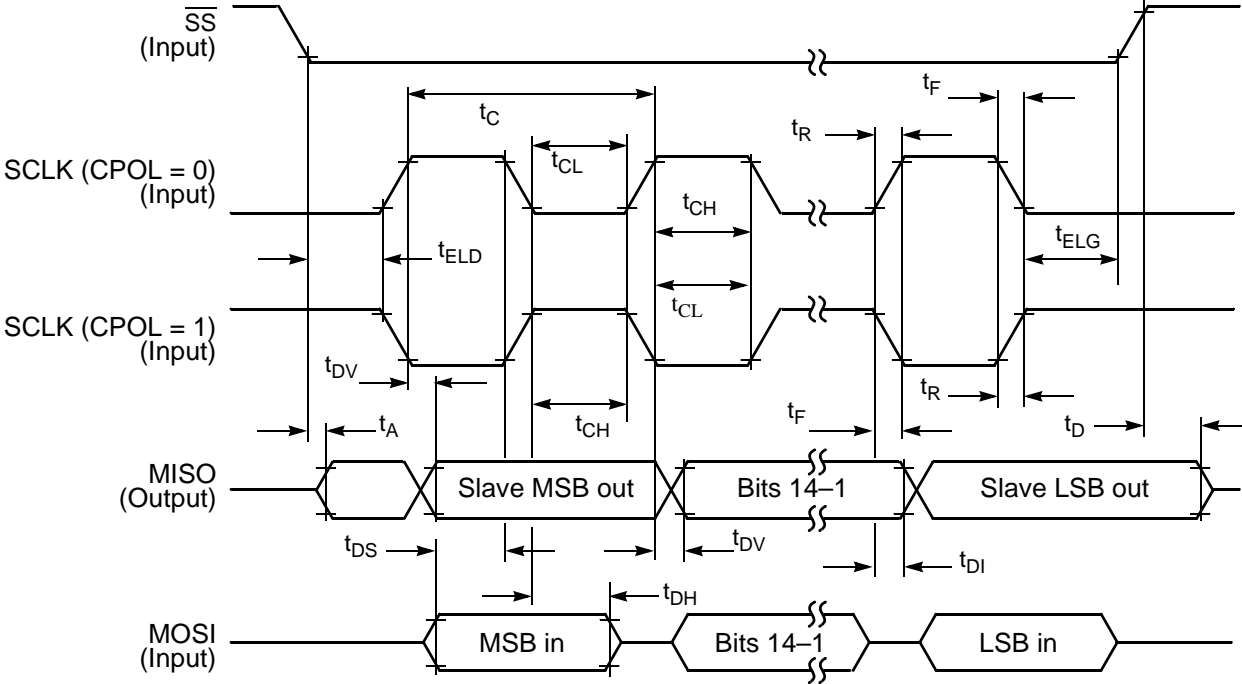 SS
(Input)
tC
tF
tR
SCLK (CPOL = 0)
(Input)
tCL
tCH
tELD
tELG
SCLK (CPOL = 1)
(Input)
tCL
tDV
tA
tCH
tF
tR
tD
MISO
(Output)
Slave MSB out
Bits 14–1
Slave LSB out
tDS
tDV
tDI
tDH
MOSI
(Input)
MSB in
Bits 14–1
LSB in